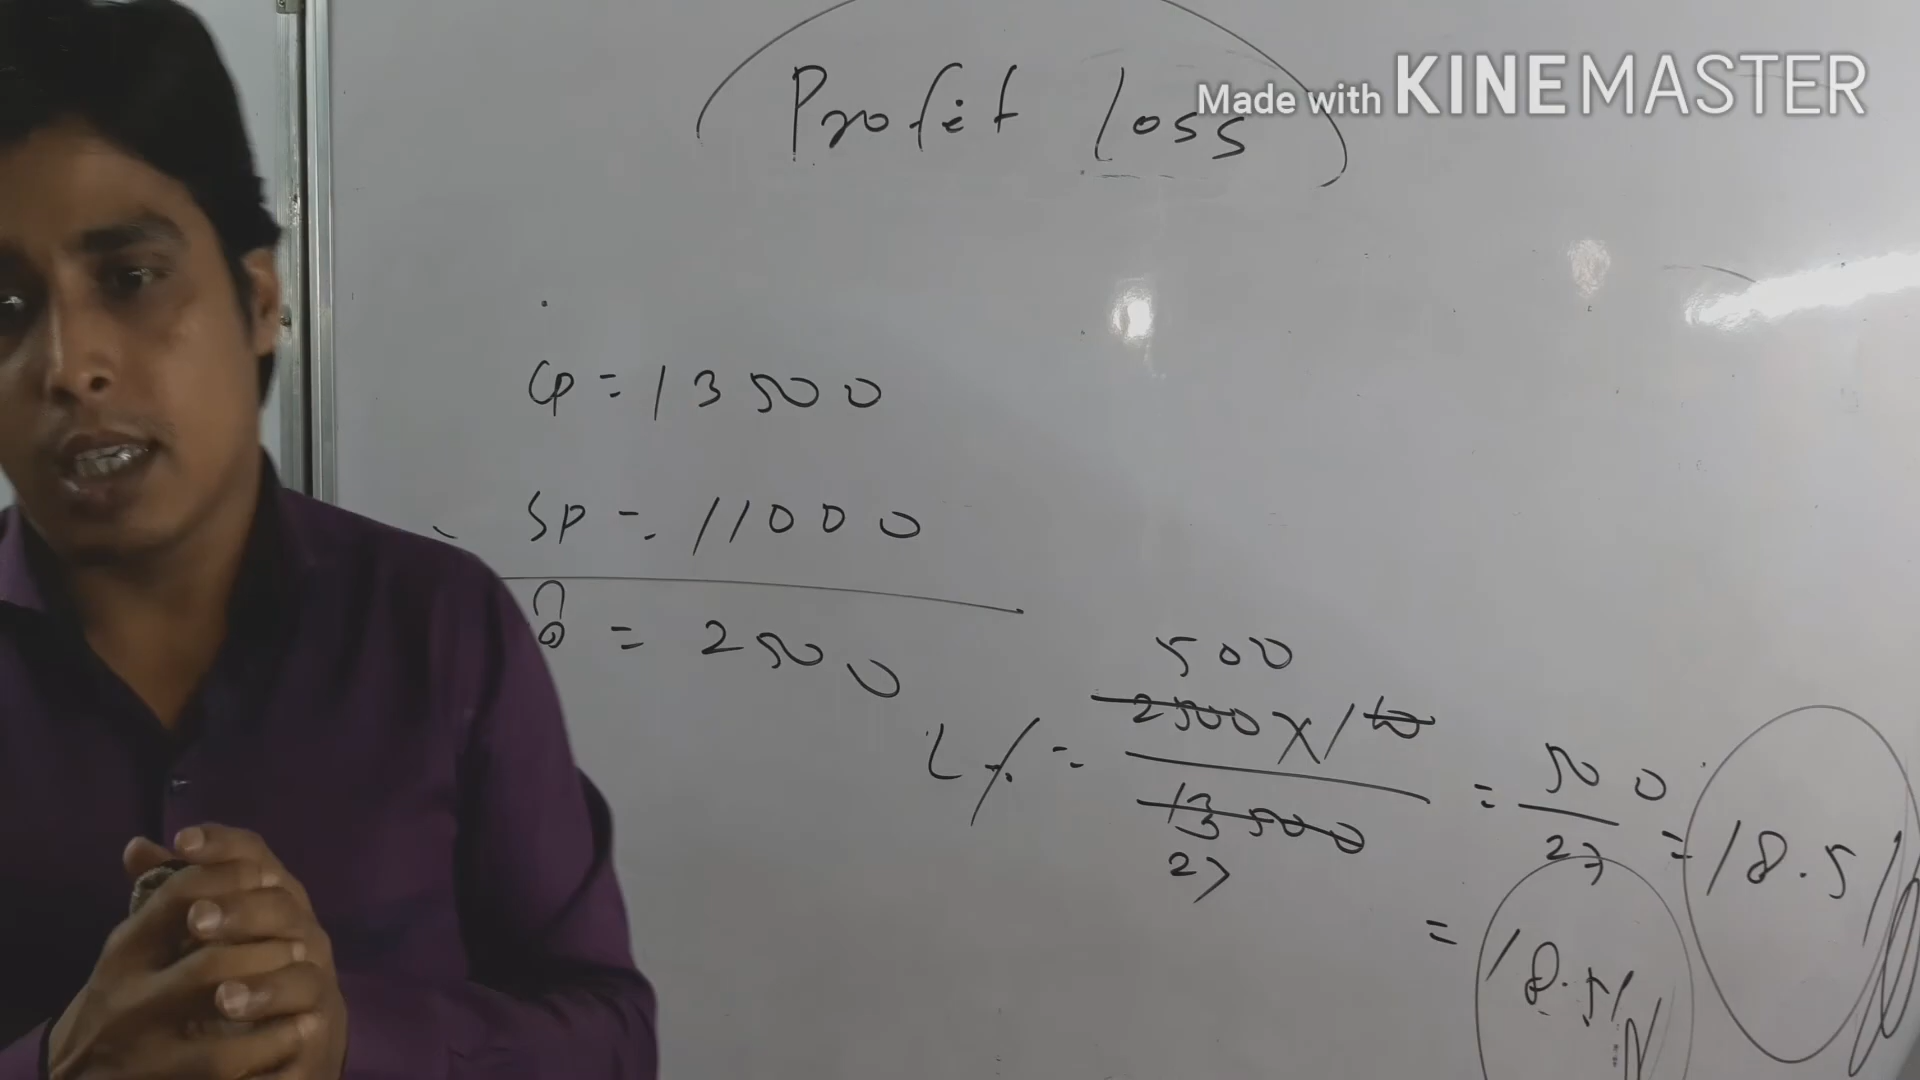 Profit loss
Made with KINEMASTER
CP = 13500
SP = 11000
= 2500
500
L% = 2500 X 100 = 500 = 18.5%
13500 27
27
= 18.5%